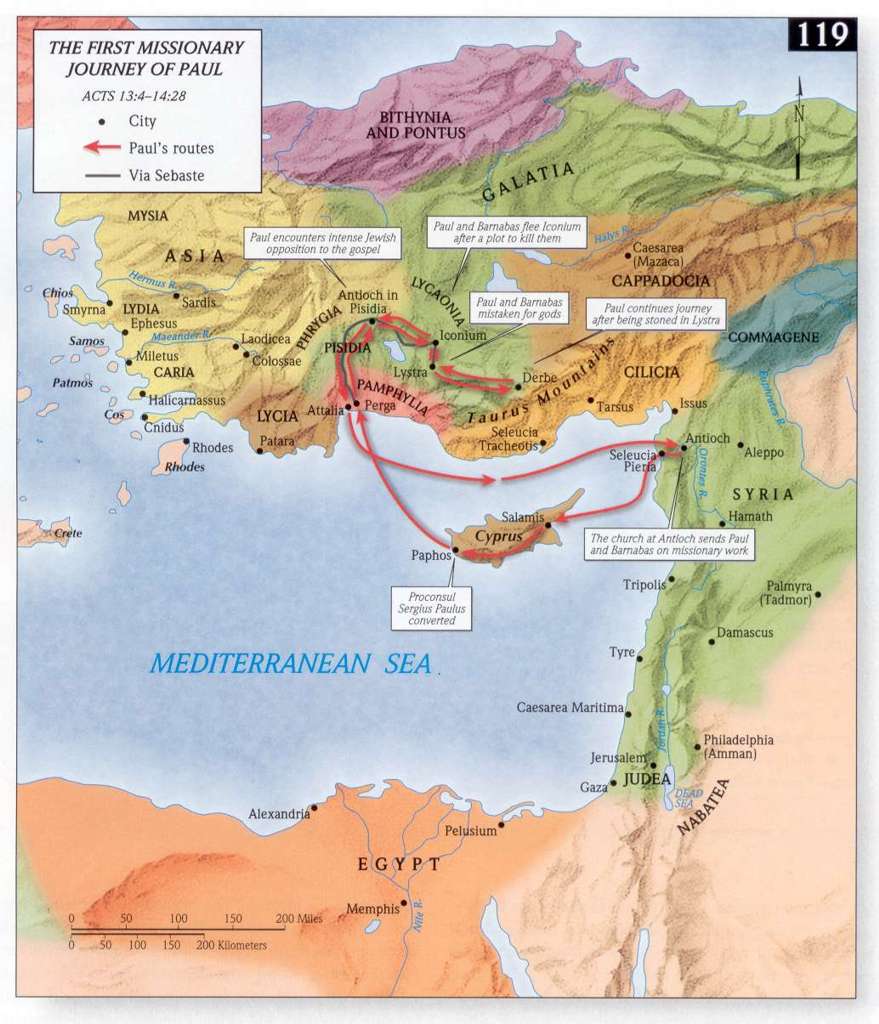 119
THE FIRST MISSIONARY
JOURNEY OF PAUL
ACTS 13:4–14:28
City
Paul's routes
Via Sebaste
N
BITHYNIA
AND PONTUS
GALATIA
MYSIA
ASIA
Paul encounters intense Jewish
opposition to the gospel
Paul and Barnabas flee Iconium
after a plot to kill them
Halys R.
Caesarea
(Mazaca)
CAPPADOCIA
Hermus R.
Chios
Smyrna
LYDIA
Sardis
Ephesus
PHRYGIA
Antioch in
Pisidia
LYCAONIA
Paul and Barnabas
mistaken for gods
Paul continues journey
after being stoned in Lystra
COMMAGENE
Samos
Maeander R.
Laodicea
Colossae
PISIDIA
Iconium
Miletus
CARIA
Patmos
Lystra
Derbe
CILICIA
Taurus Mountains
Euphrates R.
Halicarnassus
Cos
Cnidus
LYCIA
PAMPHYLIA
Attalia
Perga
Tarsus
Issus
Rhodes
Rhodes
Patara
Seleucia
Tracheotis
Seleucia
Pieria
Antioch
Aleppo
Orontes R.
SYRIA
Crete
Salamis
Cyprus
Paphos
Hamath
The church at Antioch sends Paul
and Barnabas on missionary work
Proconsul
Sergius Paulus
converted
Tripolis
Palmyra
(Tadmor)
MEDITERRANEAN SEA
Damascus
Tyre
Caesarea Maritima
Jordan R.
Philadelphia
(Amman)
Jerusalem
JUDEA
Gaza
DEAD
SEA
NABATEA
Alexandria
Pelusium
EGYPT
Memphis
Nile R.
0 50 100 150 200 Miles
0 50 100 150 200 Kilometers